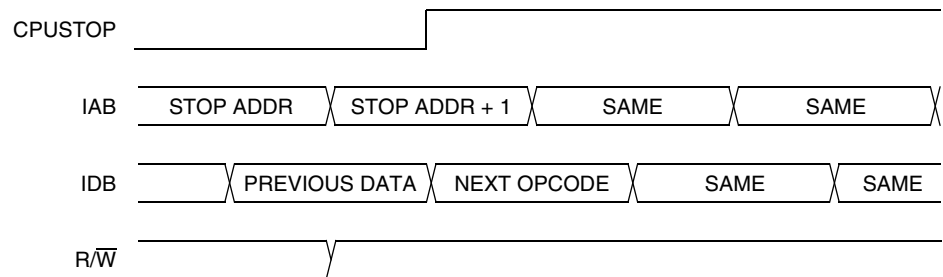 CPUSTOP
IAB STOP ADDR STOP ADDR + 1 SAME SAME
IDB PREVIOUS DATA NEXT OPCODE SAME SAME
R/W̅